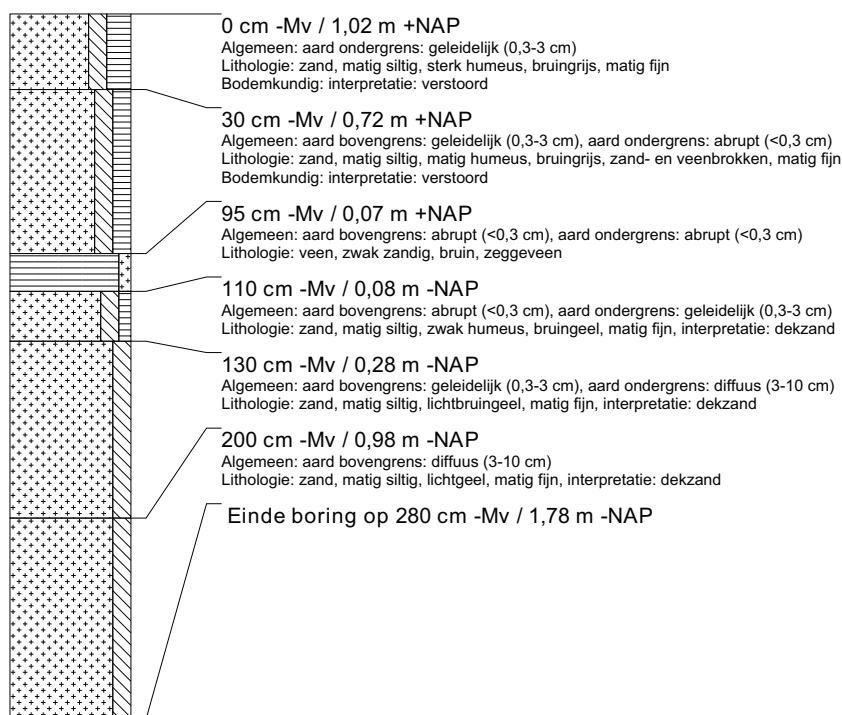 0 cm -Mv / 1,02 m +NAP
Algemeen: aard ondergrens: geleidelijk (0,3-3 cm)
Lithologie: zand, matig siltig, sterk humeus, bruingrijs, matig fijn
Bodemkundig: interpretatie: verstoord
30 cm -Mv / 0,72 m +NAP
Algemeen: aard bovengrens: geleidelijk (0,3-3 cm), aard ondergrens: abrupt (<0,3 cm)
Lithologie: zand, matig siltig, matig humeus, bruingrijs, zand- en veenbrokken, matig fijn
Bodemkundig: interpretatie: verstoord
95 cm -Mv / 0,07 m +NAP
Algemeen: aard bovengrens: abrupt (<0,3 cm), aard ondergrens: abrupt (<0,3 cm)
Lithologie: veen, zwak zandig, bruin, zeggeveen
110 cm -Mv / 0,08 m -NAP
Algemeen: aard bovengrens: abrupt (<0,3 cm), aard ondergrens: geleidelijk (0,3-3 cm)
Lithologie: zand, matig siltig, zwak humeus, bruingeel, matig fijn, interpretatie: dekzand
130 cm -Mv / 0,28 m -NAP
Algemeen: aard bovengrens: geleidelijk (0,3-3 cm), aard ondergrens: diffuus (3-10 cm)
Lithologie: zand, matig siltig, lichtbruingeel, matig fijn, interpretatie: dekzand
200 cm -Mv / 0,98 m -NAP
Algemeen: aard bovengrens: diffuus (3-10 cm)
Lithologie: zand, matig siltig, lichtgeel, matig fijn, interpretatie: dekzand
Einde boring op 280 cm -Mv / 1,78 m -NAP